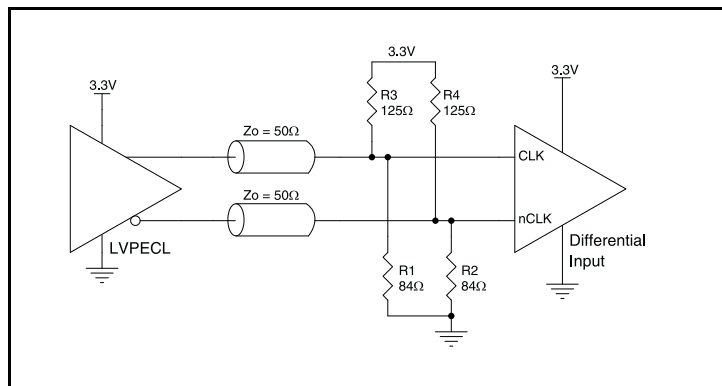 3.3V
3.3V
3.3V
R3
125Ω
R4
125Ω
Zo = 50Ω
CLK
Zo = 50Ω
nCLK
LVPECL
Differential
Input
R1
84Ω
R2
84Ω